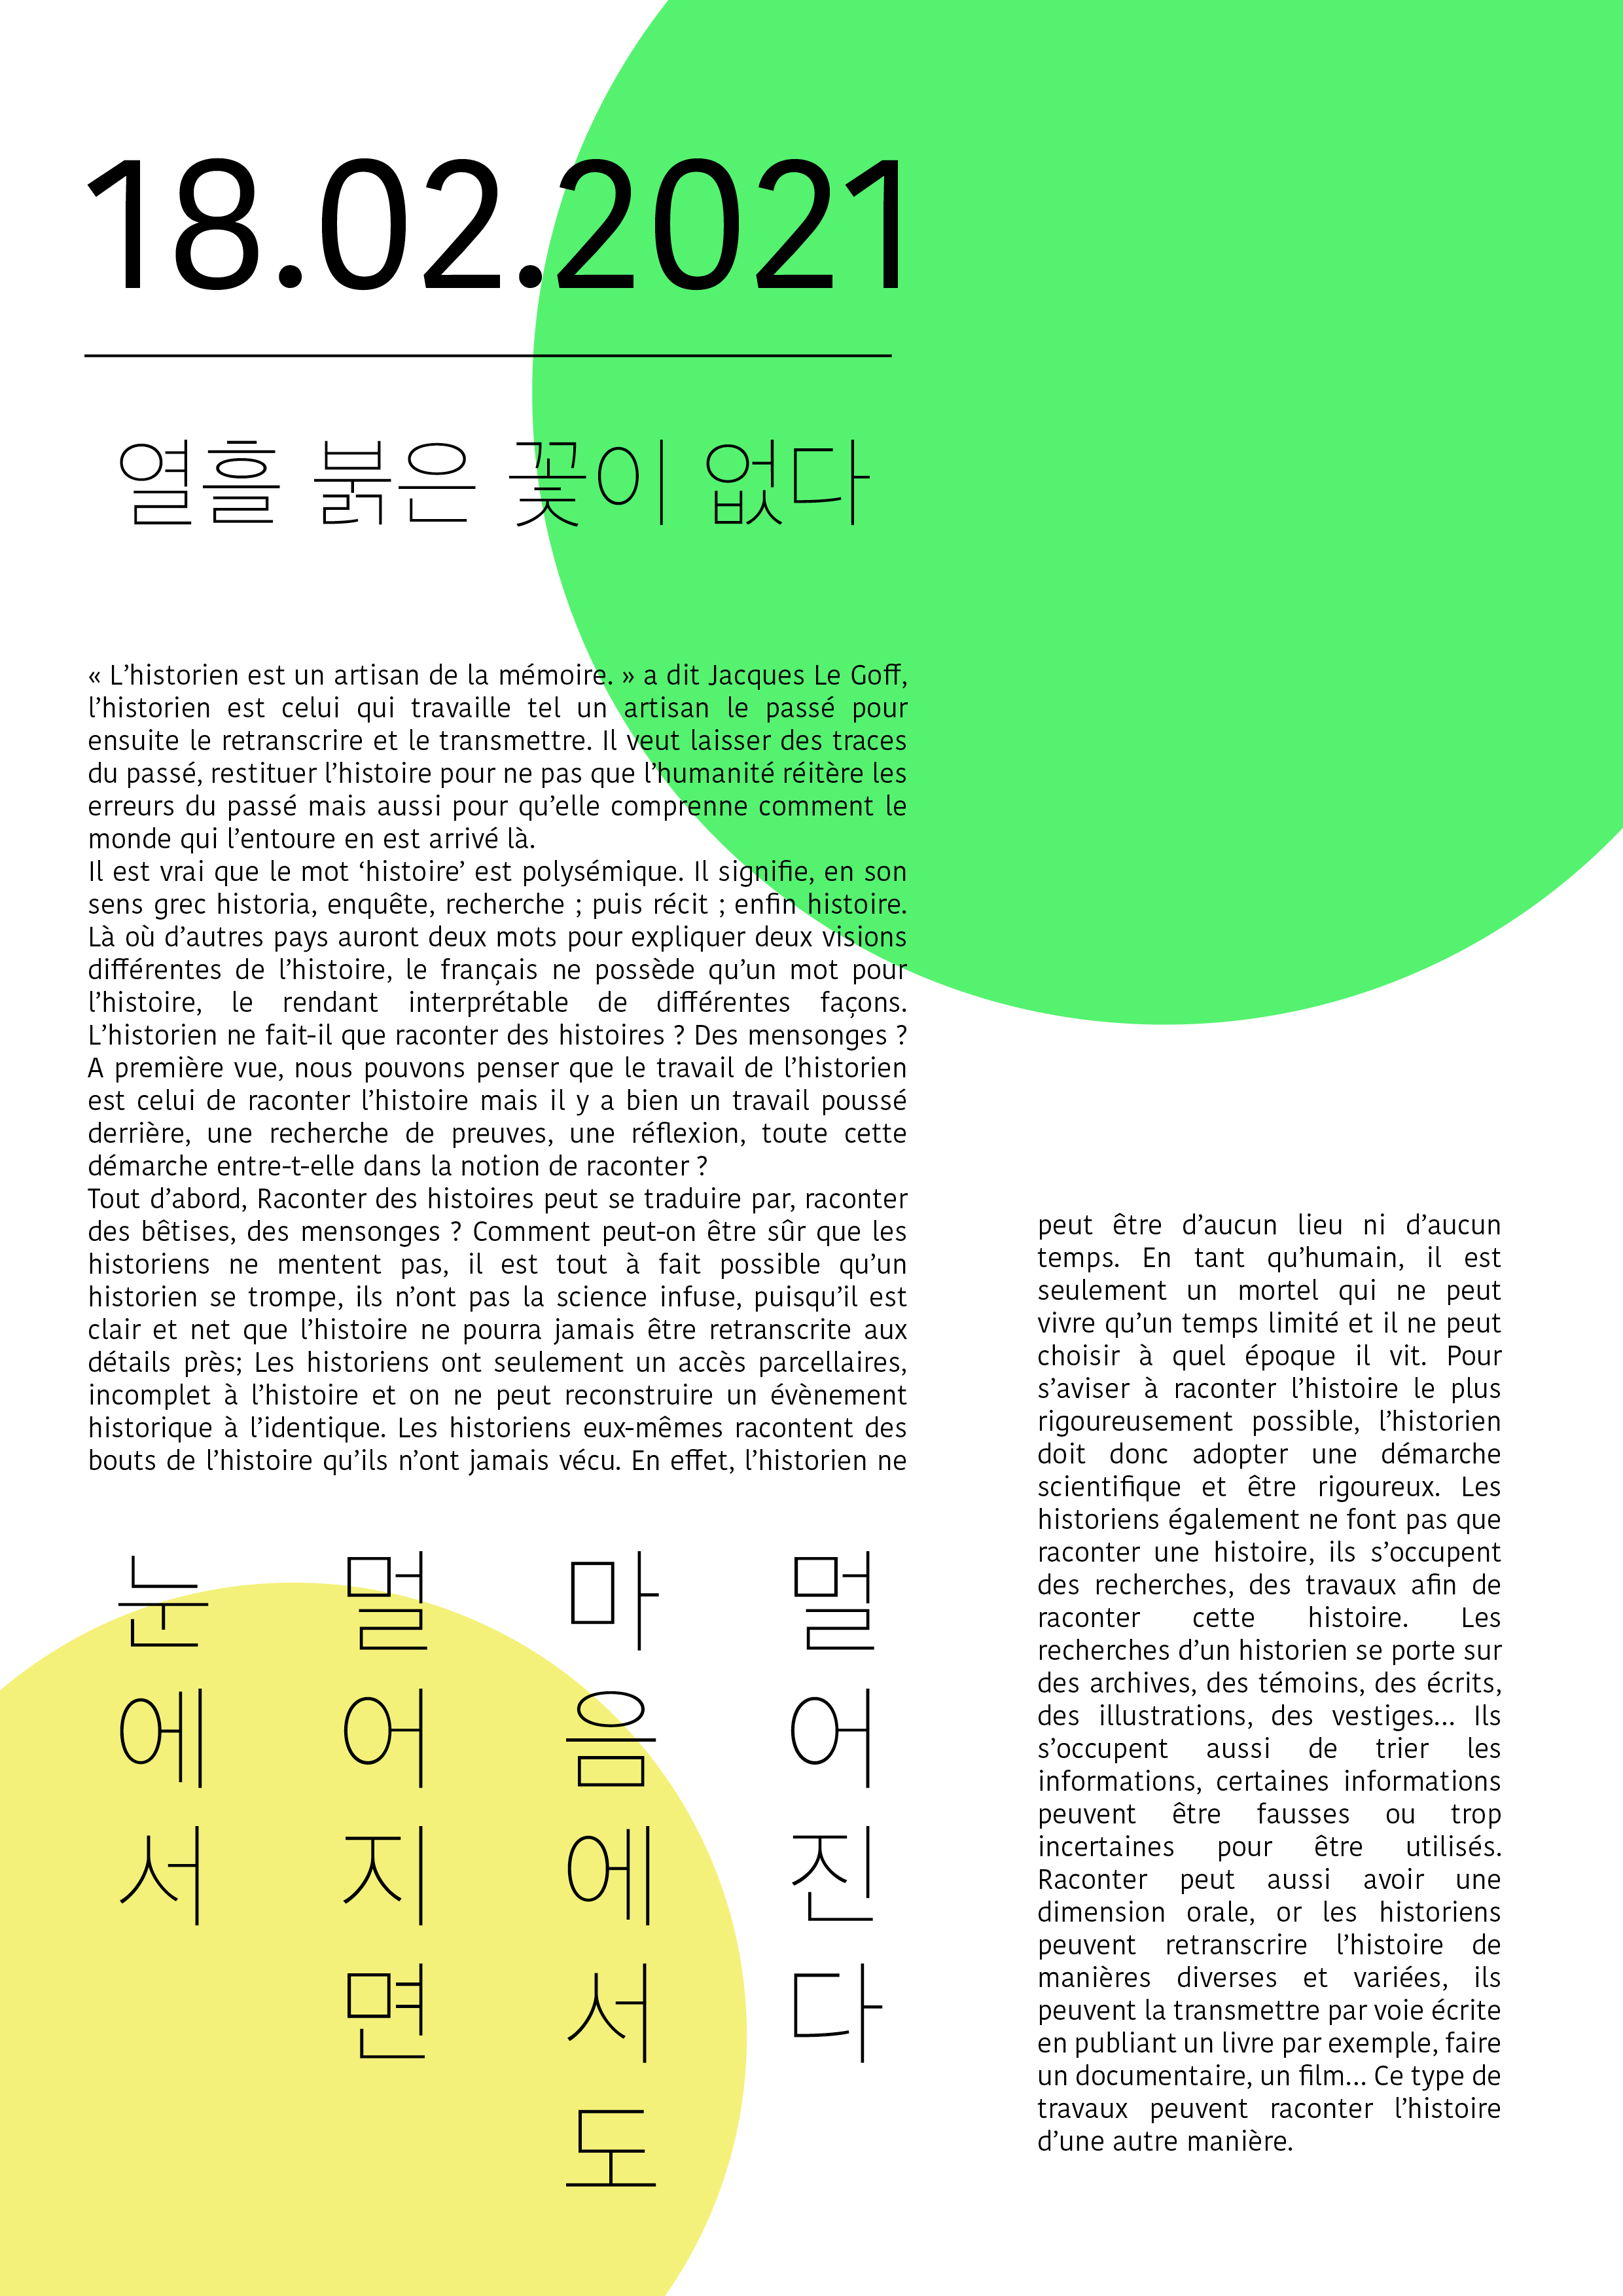 18.02.2021
열흘 붉은 꽃이 없다
« L’historien est un artisan de la mémoire. » a dit Jacques Le Goff,
l’historien est celui qui travaille tel un artisan le passé pour
ensuite le retranscrire et le transmettre. Il veut laisser des traces
du passé, restituer l’histoire pour ne pas que l’humanité réitère les
erreurs du passé mais aussi pour qu’elle comprenne comment le
monde qui l’entoure en est arrivé là.
Il est vrai que le mot ‘histoire’ est polysémique. Il signifie, en son
sens grec historia, enquête, recherche ; puis récit ; enfin histoire.
Là où d’autres pays auront deux mots pour expliquer deux visions
différentes de l’histoire, le français ne possède qu’un mot pour
l’histoire, le rendant interprétable de différentes façons.
L’historien ne fait-il que raconter des histoires ? Des mensonges ?
A première vue, nous pouvons penser que le travail de l’historien
est celui de raconter l’histoire mais il y a bien un travail poussé
derrière, une recherche de preuves, une réflexion, toute cette
démarche entre-t-elle dans la notion de raconter ?
Tout d’abord, Raconter des histoires peut se traduire par, raconter
des bêtises, des mensonges ? Comment peut-on être sûr que les
historiens ne mentent pas, il est tout à fait possible qu’un
historien se trompe, ils n’ont pas la science infuse, puisqu’il est
clair et net que l’histoire ne pourra jamais être retranscrite aux
détails près; Les historiens ont seulement un accès parcellaires,
incomplet à l’histoire et on ne peut reconstruire un évènement
historique à l’identique. Les historiens eux-mêmes racontent des
bouts de l’histoire qu’ils n’ont jamais vécu. En effet, l’historien ne
peut être d’aucun lieu ni d’aucun
temps. En tant qu’humain, il est
seulement un mortel qui ne peut
vivre qu’un temps limité et il ne peut
choisir à quel époque il vit. Pour
s’aviser à raconter l’histoire le plus
rigoureusement possible, l’historien
doit donc adopter une démarche
scientifique et être rigoureux. Les
historiens également ne font pas que
raconter une histoire, ils s’occupent
des recherches, des travaux afin de
raconter cette histoire. Les
recherches d’un historien se porte sur
des archives, des témoins, des écrits,
des illustrations, des vestiges... Ils
s’occupent aussi de trier les
informations, certaines informations
peuvent être fausses ou trop
incertaines pour être utilisés.
Raconter peut aussi avoir une
dimension orale, or les historiens
peuvent retranscrire l’histoire de
manières diverses et variées, ils
peuvent la transmettre par voie écrite
en publiant un livre par exemple, faire
un documentaire, un film... Ce type de
travaux peuvent raconter l’histoire
d’une autre manière.
눈에서
멀어지면
마음에서도
멀어진다